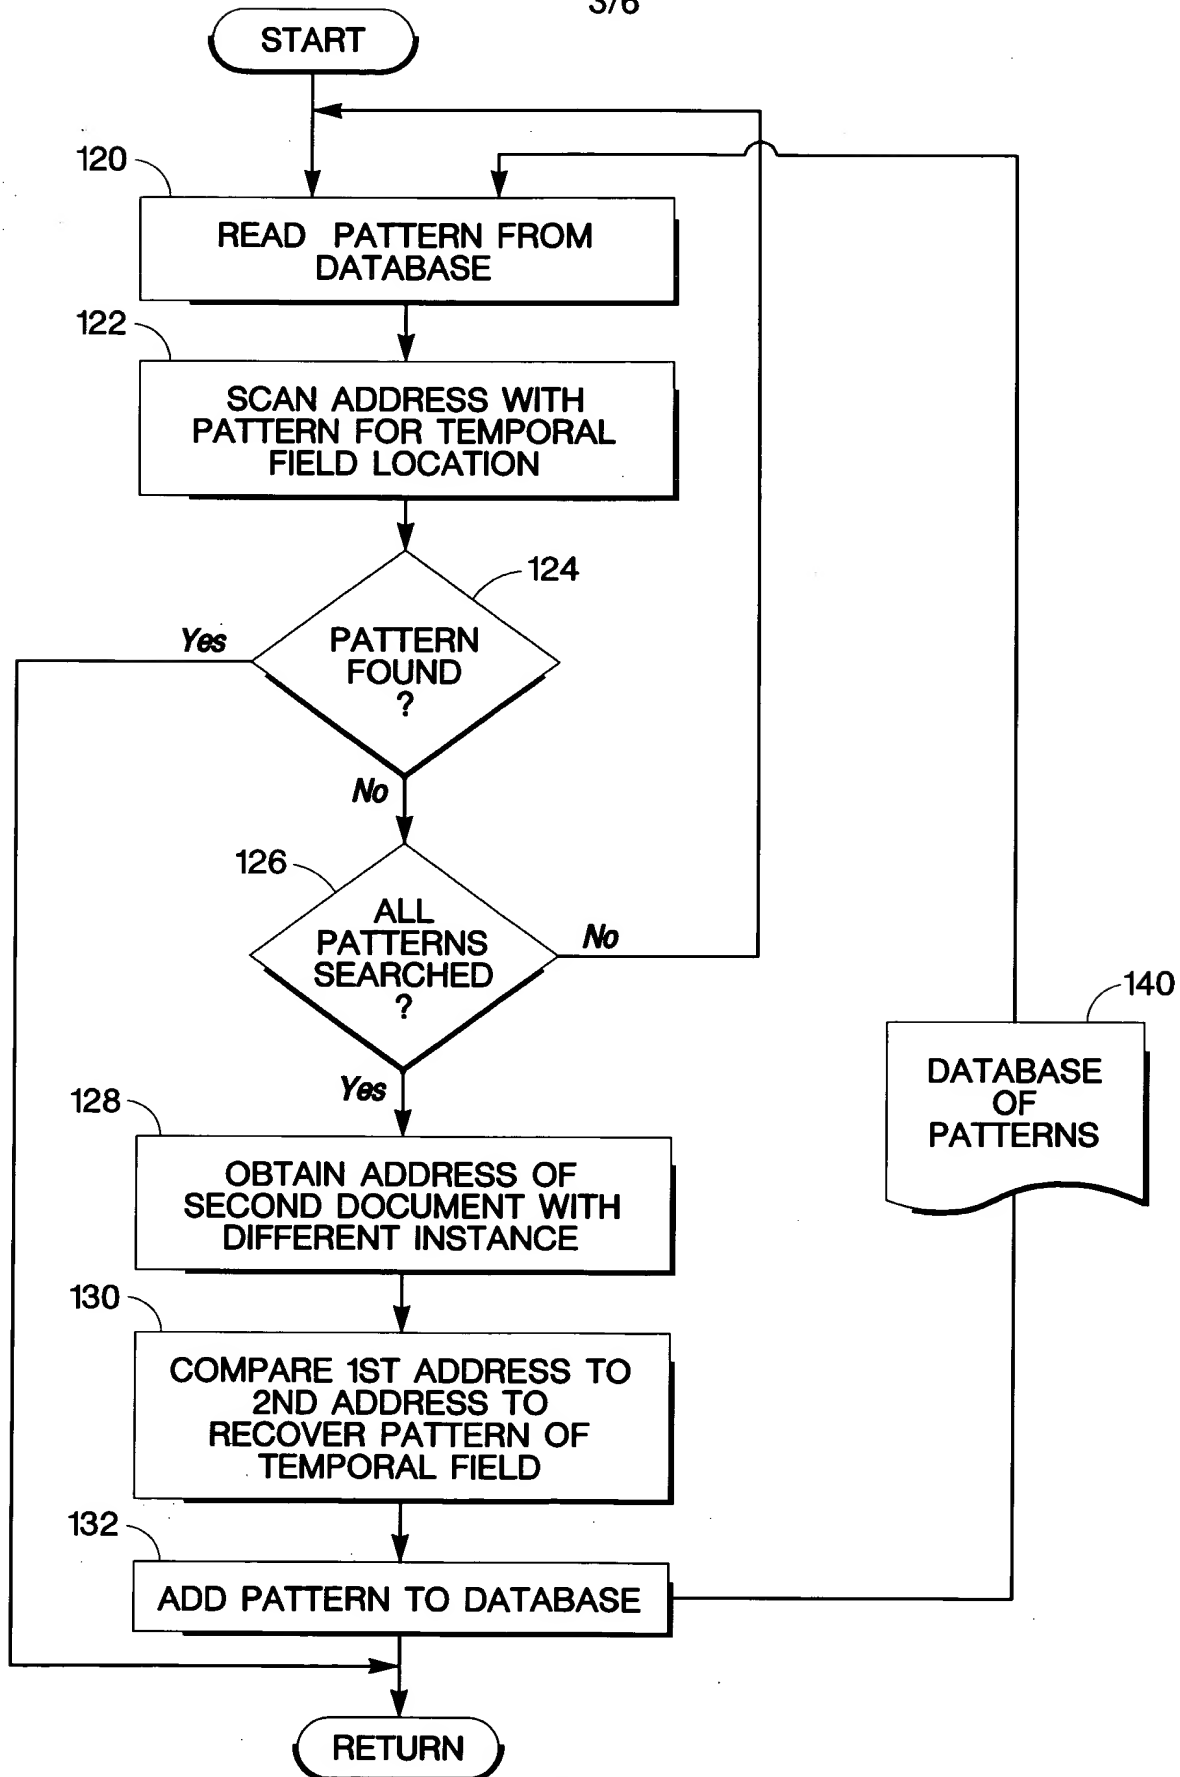 3/6
START
120
READ PATTERN FROM
DATABASE
122
SCAN ADDRESS WITH
PATTERN FOR TEMPORAL
FIELD LOCATION
124
Yes
PATTERN
FOUND
?
No
126
ALL
PATTERNS
SEARCHED
?
No
Yes
140
DATABASE
OF
PATTERNS
128
OBTAIN ADDRESS OF
SECOND DOCUMENT WITH
DIFFERENT INSTANCE
130
COMPARE 1ST ADDRESS TO
2ND ADDRESS TO
RECOVER PATTERN OF
TEMPORAL FIELD
132
ADD PATTERN TO DATABASE
RETURN